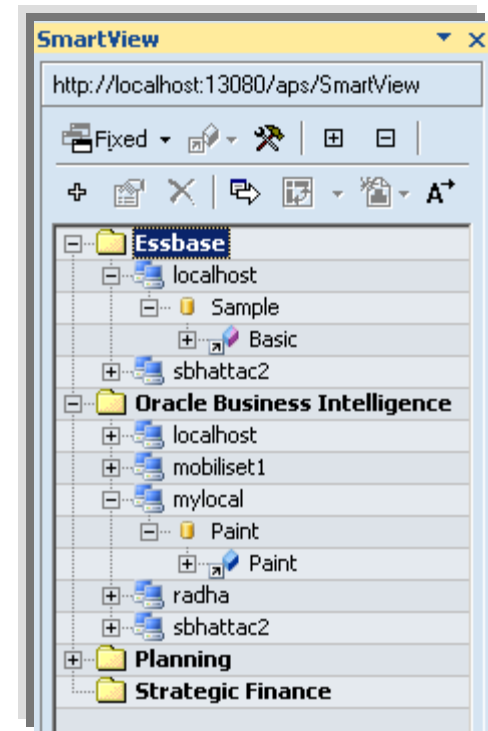 SmartView
http://localhost:13080/aps/SmartView
Fixed
A
Essbase
localhost
Sample
Basic
sbhattac2
Oracle Business Intelligence
localhost
mobiliset1
mylocal
Paint
Paint
radha
sbhattac2
Planning
Strategic Finance